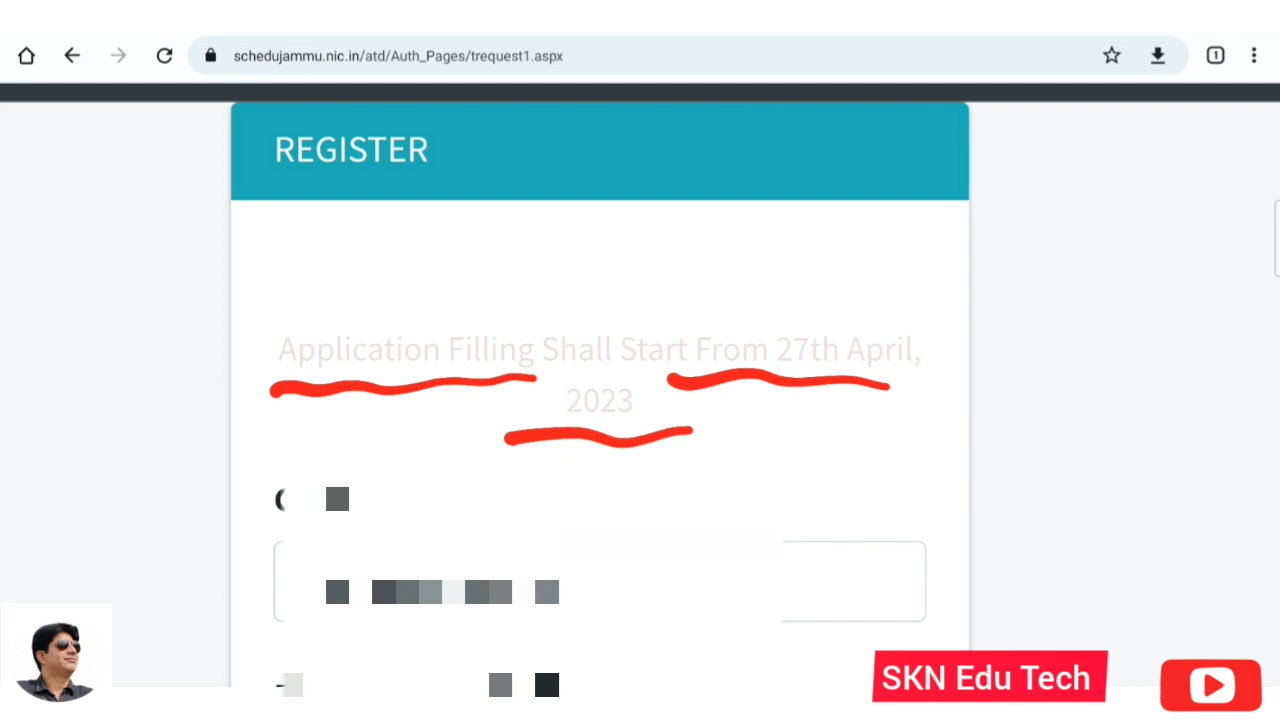 1
schedujammu.nic.in/atd/Auth_Pages/trequest1.aspx
REGISTER
Application Filling Shall Start From 27th April,
2023
SKN Edu Tech